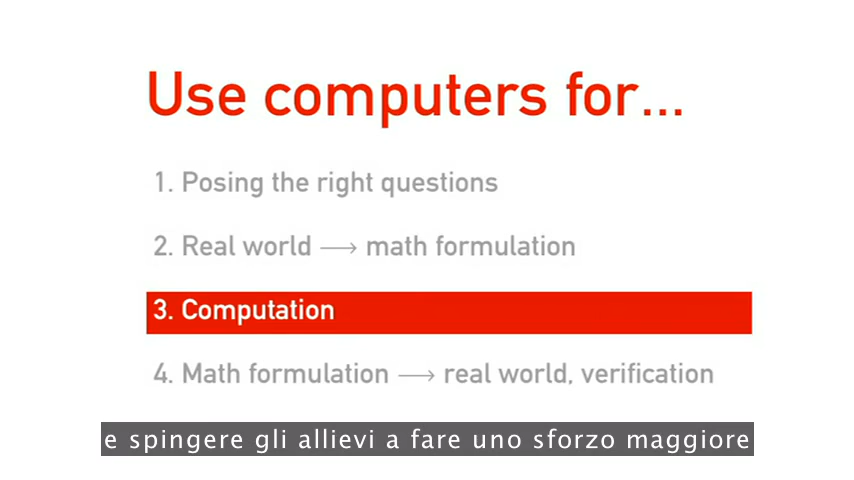 Use computers for...
1. Posing the right questions
2. Real world ⟶ math formulation
3. Computation
4. Math formulation ⟶ real world, verification
e spingere gli allievi a fare uno sforzo maggiore